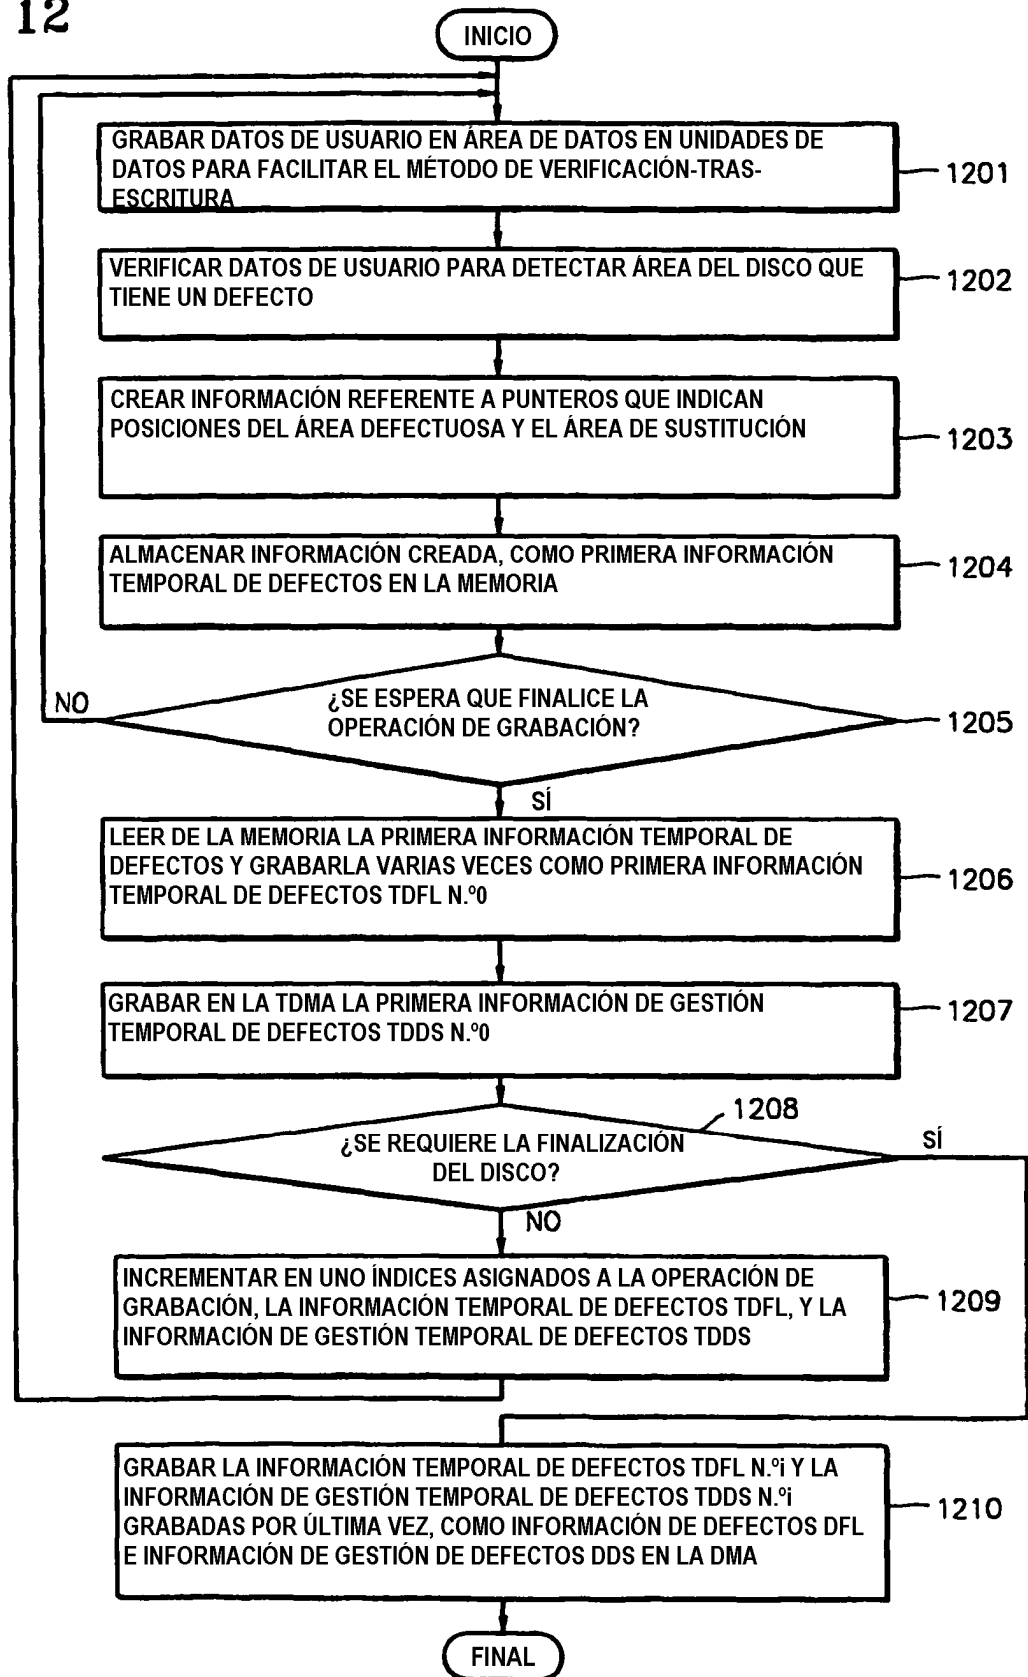 12
INICIO
GRABAR DATOS DE USUARIO EN ÁREA DE DATOS EN UNIDADES DE
DATOS PARA FACILITAR EL MÉTODO DE VERIFICACIÓN-TRAS-
ESCRITURA
1201
VERIFICAR DATOS DE USUARIO PARA DETECTAR ÁREA DEL DISCO QUE
TIENE UN DEFECTO
1202
CREAR INFORMACIÓN REFERENTE A PUNTEROS QUE INDICAN
POSICIONES DEL ÁREA DEFECTUOSA Y EL ÁREA DE SUSTITUCIÓN
1203
ALMACENAR INFORMACIÓN CREADA, COMO PRIMERA INFORMACIÓN
TEMPORAL DE DEFECTOS EN LA MEMORIA
1204
NO
¿SE ESPERA QUE FINALICE LA
OPERACIÓN DE GRABACIÓN?
1205
SÍ
LEER DE LA MEMORIA LA PRIMERA INFORMACIÓN TEMPORAL DE
DEFECTOS Y GRABARLA VARIAS VECES COMO PRIMERA INFORMACIÓN
TEMPORAL DE DEFECTOS TDFL N.º0
1206
GRABAR EN LA TDMA LA PRIMERA INFORMACIÓN DE GESTIÓN
TEMPORAL DE DEFECTOS TDDS N.º0
1207
1208
¿SE REQUIERE LA FINALIZACIÓN
DEL DISCO?
SÍ
NO
INCREMENTAR EN UNO ÍNDICES ASIGNADOS A LA OPERACIÓN DE
GRABACIÓN, LA INFORMACIÓN TEMPORAL DE DEFECTOS TDFL, Y LA
INFORMACIÓN DE GESTIÓN TEMPORAL DE DEFECTOS TDDS
1209
GRABAR LA INFORMACIÓN TEMPORAL DE DEFECTOS TDFL N.ºi Y LA
INFORMACIÓN DE GESTIÓN TEMPORAL DE DEFECTOS TDDS N.ºi
GRABADAS POR ÚLTIMA VEZ, COMO INFORMACIÓN DE DEFECTOS DFL
E INFORMACIÓN DE GESTIÓN DE DEFECTOS DDS EN LA DMA
1210
FINAL